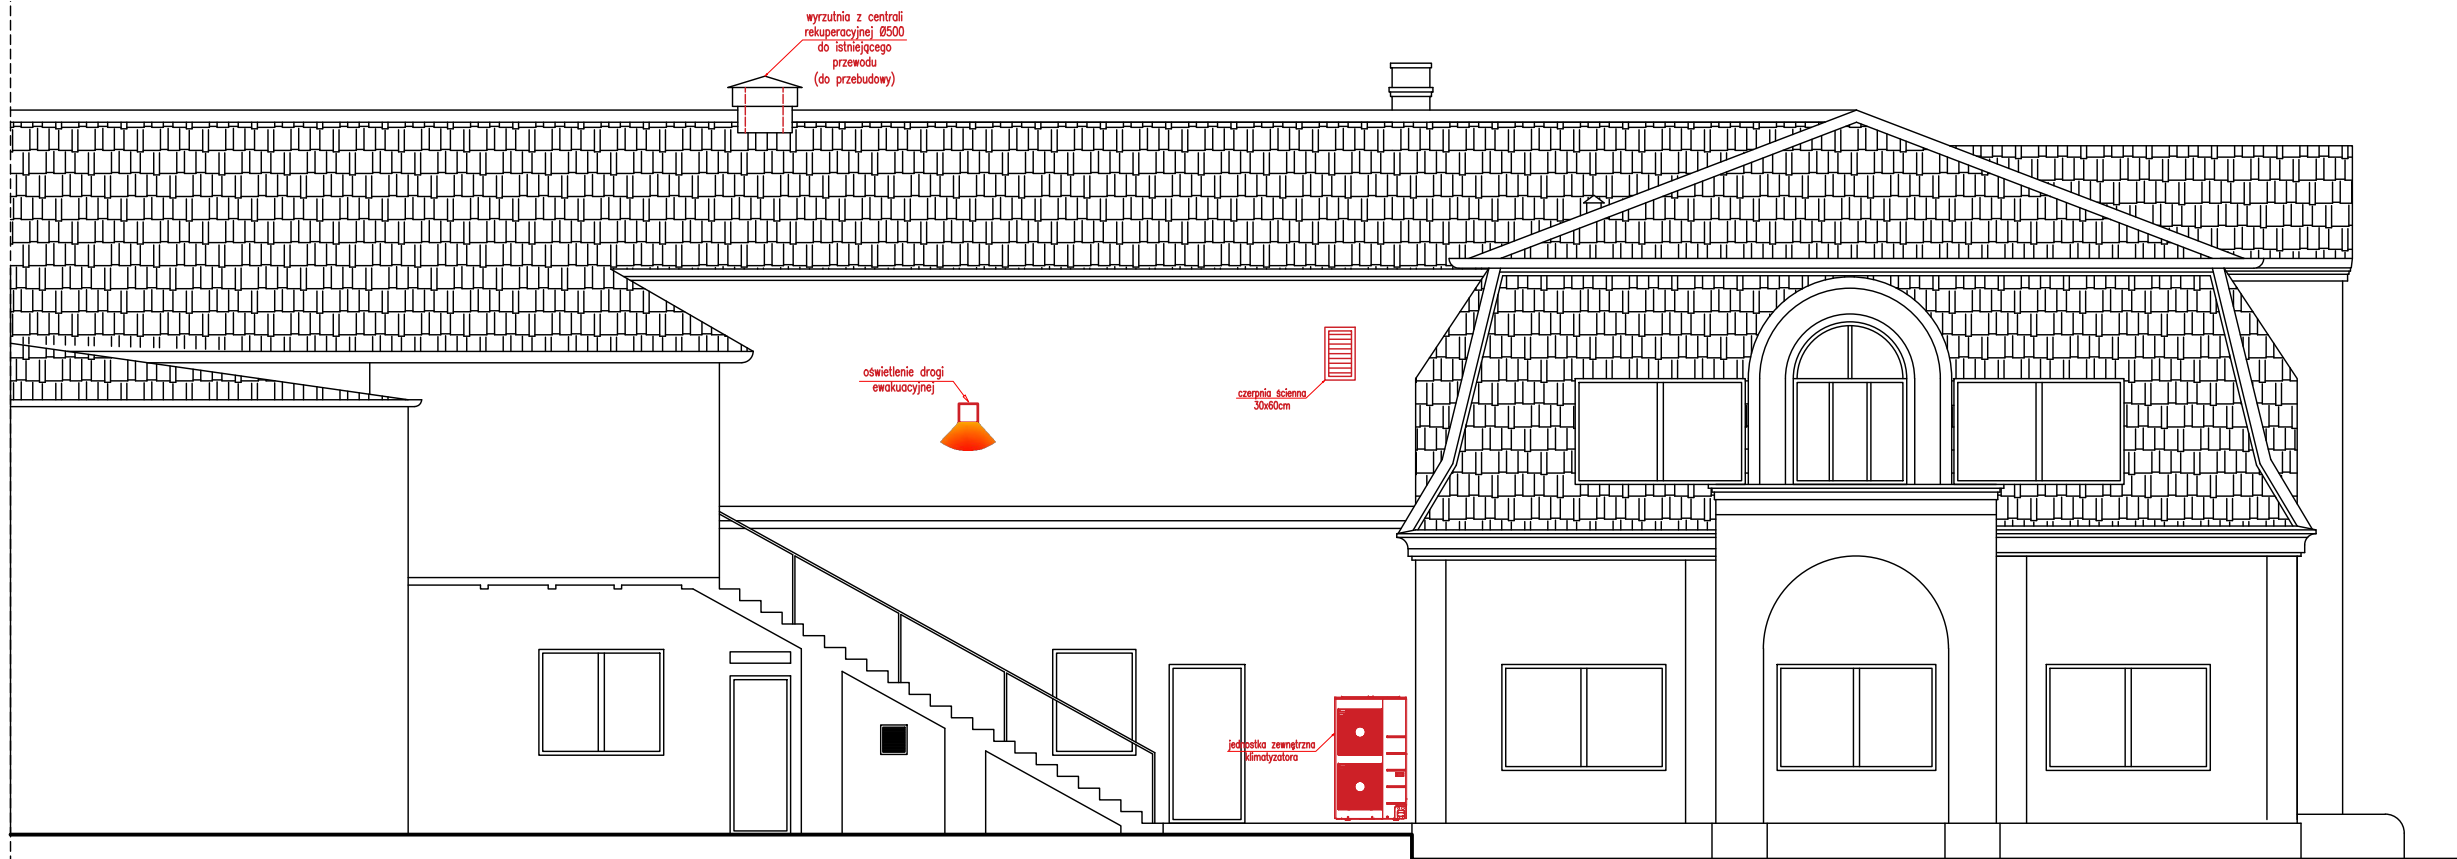 wyrzutnia z centrali
rekuperacyjnej Ø500
do istniejącego
przewodu
(do przebudowy)
oświetlenie drogi
ewakuacyjnej
czerpnia ścienna
30x60cm
jednostka zewnętrzna
klimatyzatora